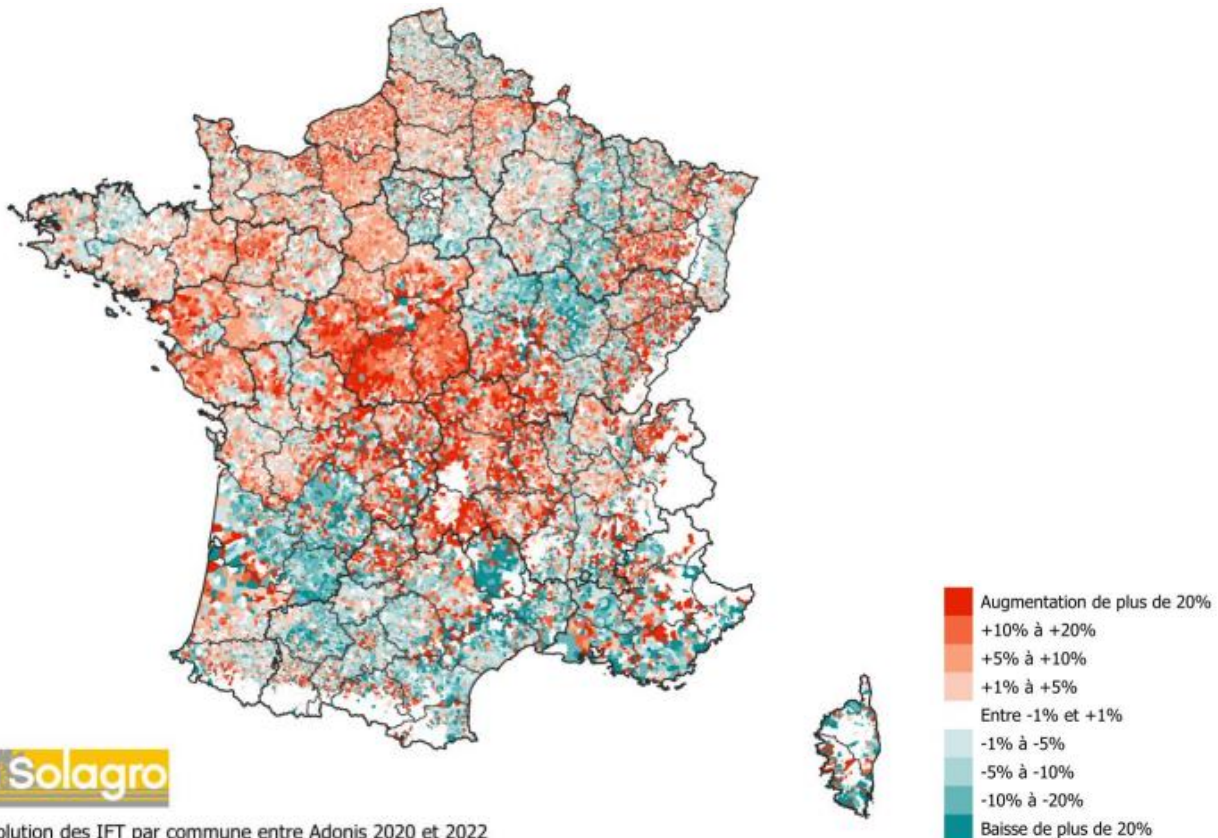 Augmentation de plus de 20%
+10% à +20%
+5% à +10%
+1% à +5%
Entre -1% et +1%
-1% à -5%
-5% à -10%
-10% à -20%
Baisse de plus de 20%
Solagro
olution des IFT par commune entre Adonis 2020 et 2022